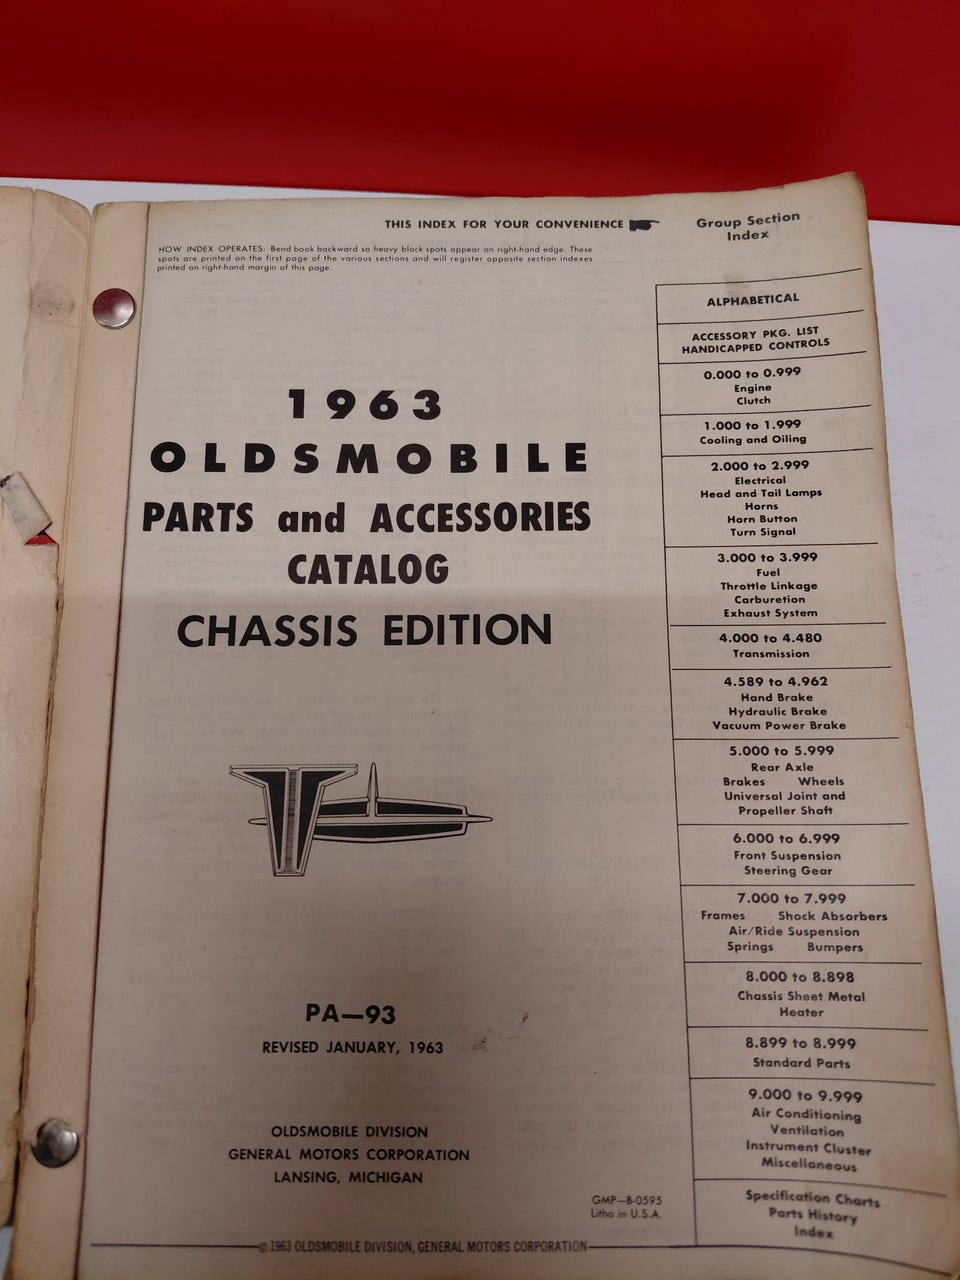 THIS INDEX FOR YOUR CONVENIENCE
HOW INDEX OPERATES: Bend book backward so heavy black spots appear on right-hand edge. These
spots are printed on the first page of the various sections and will register opposite section indexes
printed on right-hand margin of this page.
1963
OLDSMOBILE
PARTS and ACCESSORIES
CATALOG
CHASSIS EDITION
PA—93
REVISED JANUARY, 1963
OLDSMOBILE DIVISION
GENERAL MOTORS CORPORATION
LANSING, MICHIGAN
GMP—B-0595
Litho in U.S.A.
© 1963 OLDSMOBILE DIVISION, GENERAL MOTORS CORPORATION
Group Section
Index
ALPHABETICAL
ACCESSORY PKG. LIST
HANDICAPPED CONTROLS
0.000 to 0.999
Engine
Clutch
1.000 to 1.999
Cooling and Oiling
2.000 to 2.999
Electrical
Head and Tail Lamps
Horns
Horn Button
Turn Signal
3.000 to 3.999
Fuel
Throttle Linkage
Carburetion
Exhaust System
4.000 to 4.480
Transmission
4.589 to 4.962
Hand Brake
Hydraulic Brake
Vacuum Power Brake
5.000 to 5.999
Rear Axle
Brakes Wheels
Universal Joint and
Propeller Shaft
6.000 to 6.999
Front Suspension
Steering Gear
7.000 to 7.999
Frames Shock Absorbers
Air/Ride Suspension
Springs Bumpers
8.000 to 8.898
Chassis Sheet Metal
Heater
8.899 to 8.999
Standard Parts
9.000 to 9.999
Air Conditioning
Ventilation
Instrument Cluster
Miscellaneous
Specification Charts
Parts History
Index